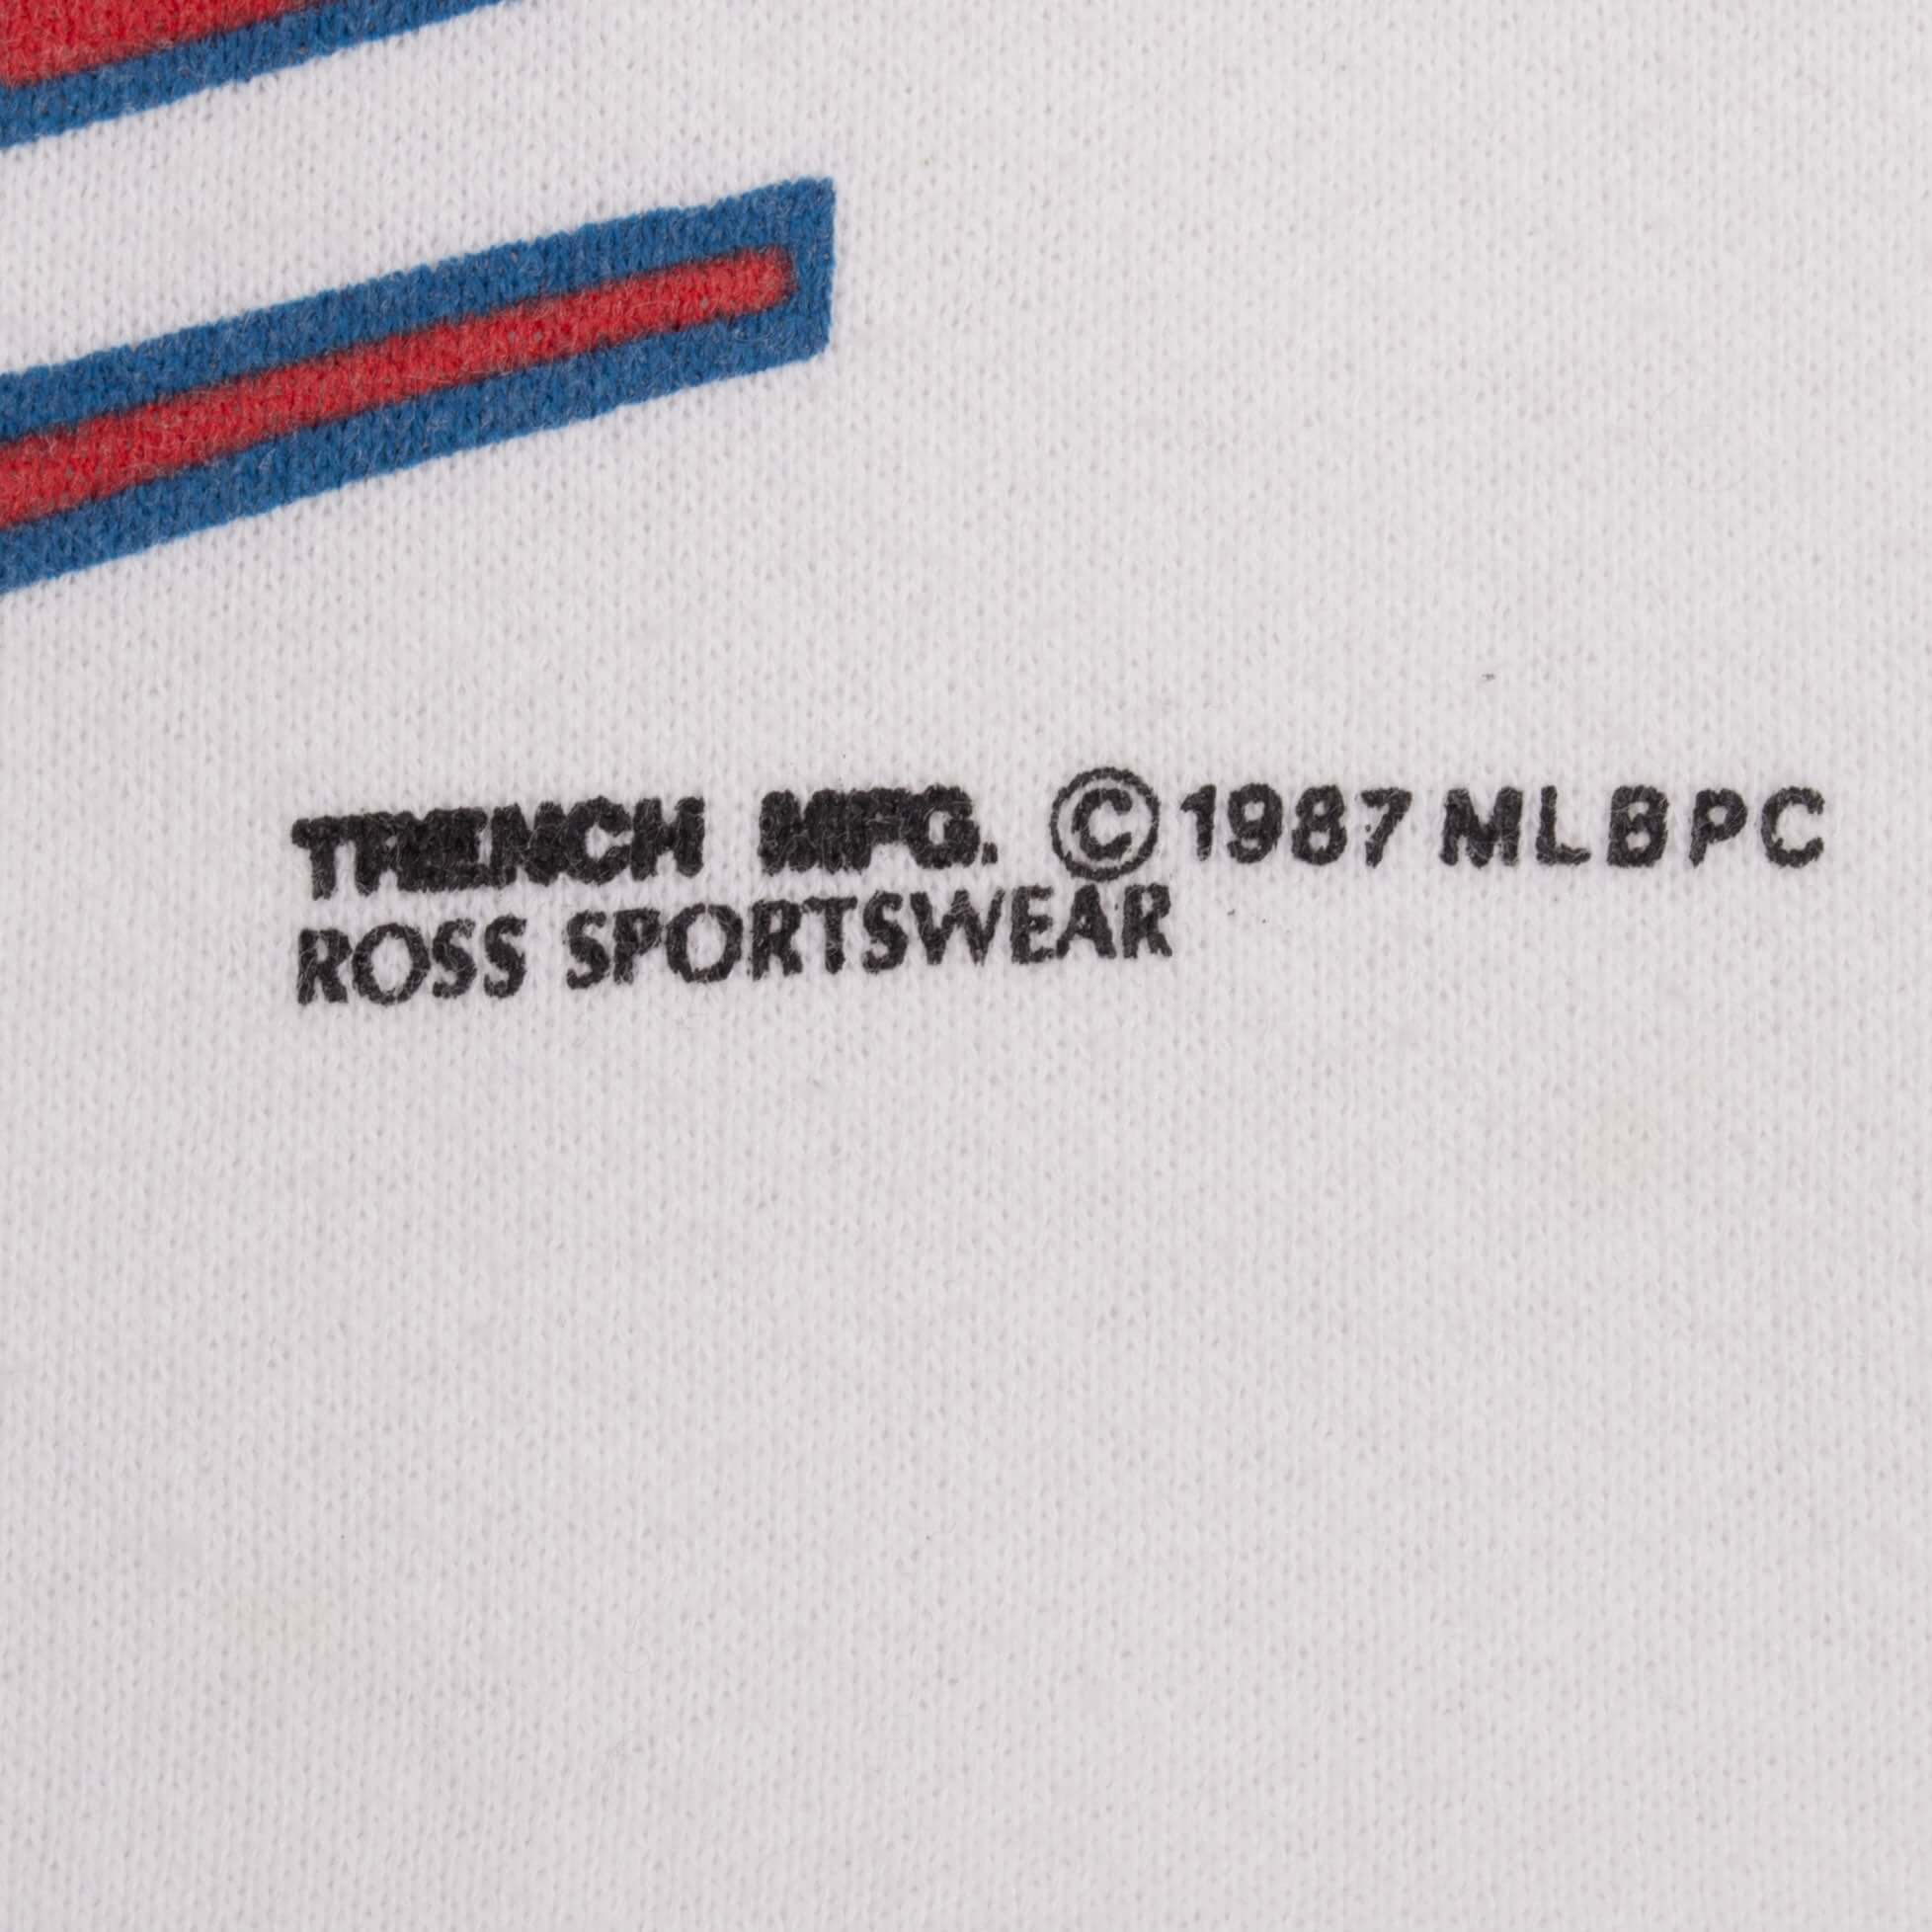 TRENCH MFG. ©1987 MLBPC
ROSS SPORTSWEAR